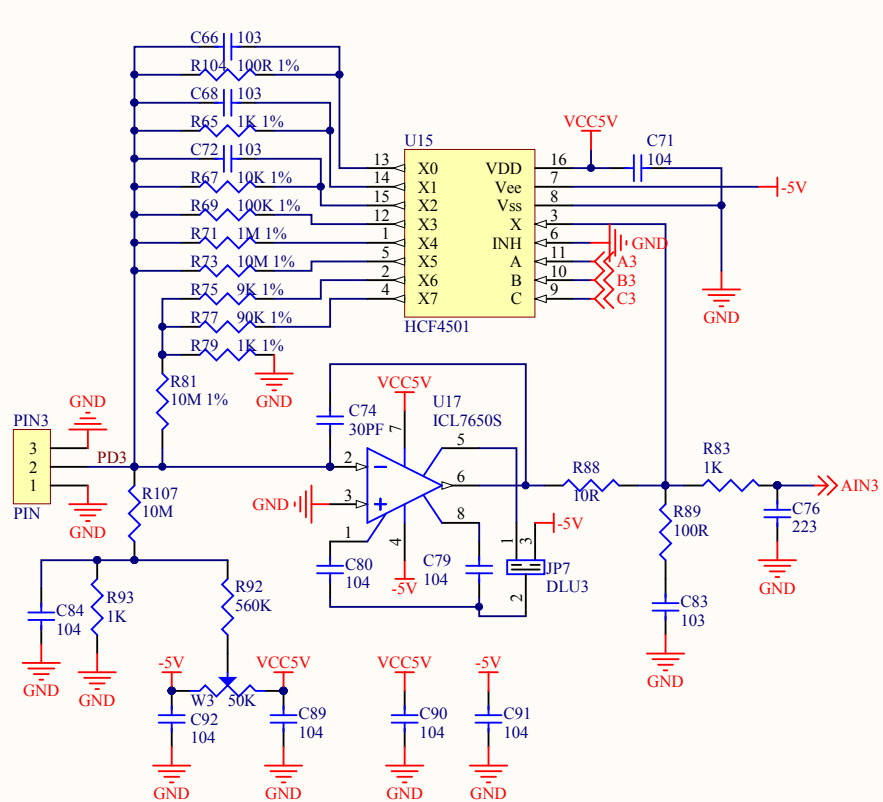 C66 103
R104 100R 1%
C68 103
R65 1K 1%
C72 103
R67 10K 1%
R69 100K 1%
R71 1M 1%
R73 10M 1%
R75 9K 1%
R77 90K 1%
R79 1K 1%
GND
R81
10M 1%
U15
13 X0 VDD 16
14 X1 Vee 7
15 X2 Vss 8
12 X3 X 3
1 X4 INH 6
5 X5 A 11
2 X6 B 10
4 X7 C 9
HCF4501
VCC5V
C71
104
-5V
GND
A3
B3
C3
GND
GND
PIN3
3
2
1
PIN
PD3
GND
R107
10M
C74
30PF
VCC5V
7
U17
ICL7650S
5
2
6
3
GND
8
1
4
-5V
C80
104
C79
104
1
3
-5V
JP7
DLU3
2
R88
10R
R83
1K
AIN3
C76
223
GND
R89
100R
C83
103
GND
C84
104
GND
R93
1K
GND
R92
560K
-5V
VCC5V
W3 50K
C92
104
GND
C89
104
GND
VCC5V
C90
104
GND
-5V
C91
104
GND